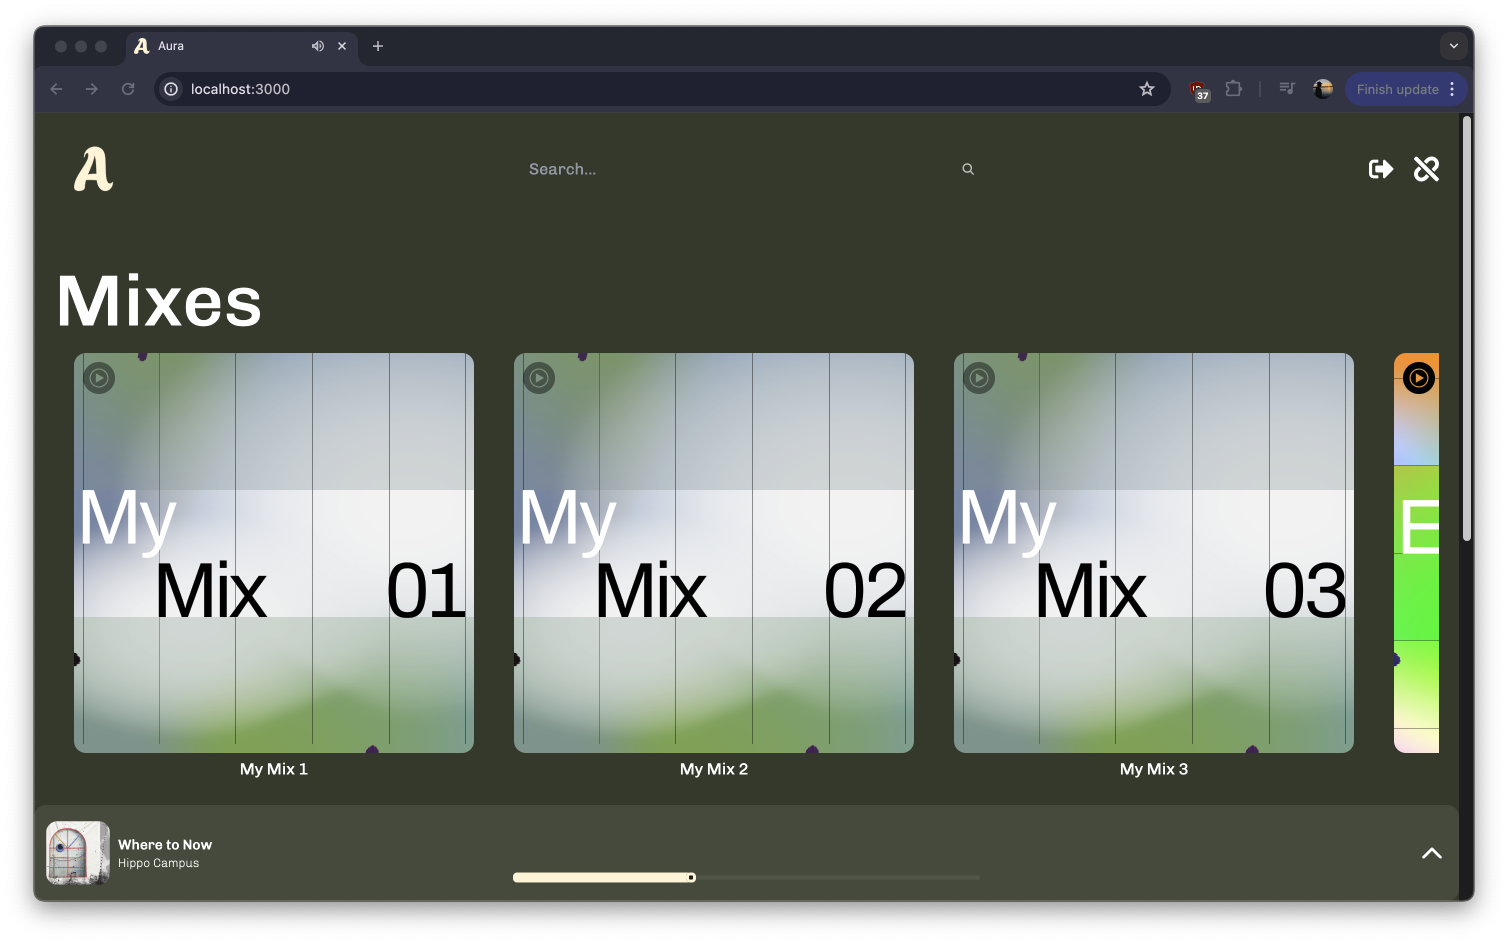 Aura
localhost:3000
37
Finish update
A
Search...
Mixes
My
Mix 01
My
Mix 02
My
Mix 03
E
My Mix 1
My Mix 2
My Mix 3
Where to Now
Hippo Campus